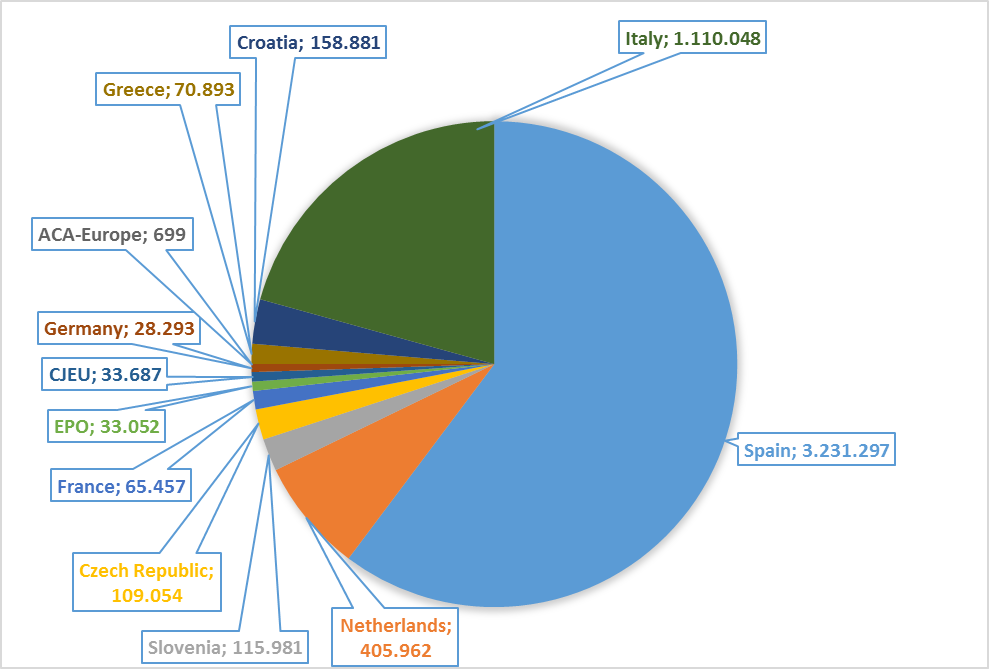 Croatia; 158.881
Italy; 1.110.048
Greece; 70.893
ACA-Europe; 699
Germany; 28.293
CJEU; 33.687
EPO; 33.052
Spain; 3.231.297
France; 65.457
Czech Republic;
109.054
Netherlands;
405.962
Slovenia; 115.981